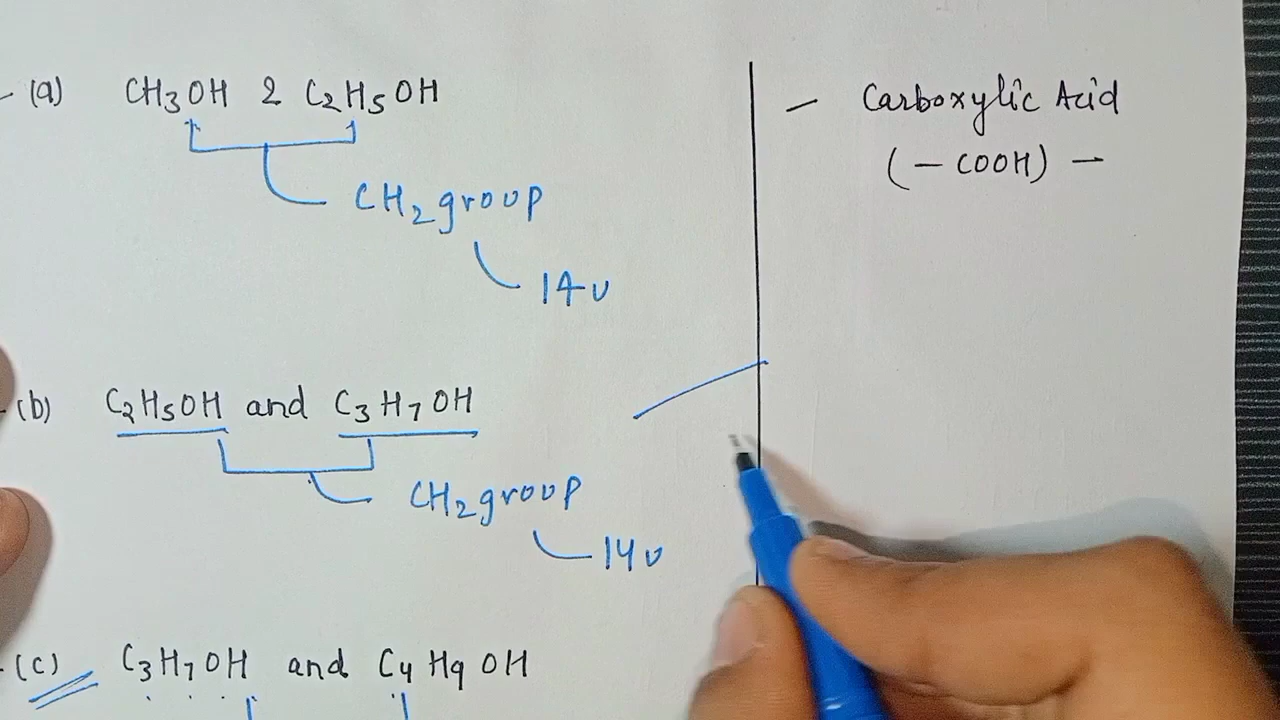 (a) CH3OH 2 C2H5OH
CH2 group
14u
(b) C2H5OH and C3H7OH
CH2 group
14u
(c) C3H7OH and C4H9OH
- Carboxylic Acid
(-COOH) -